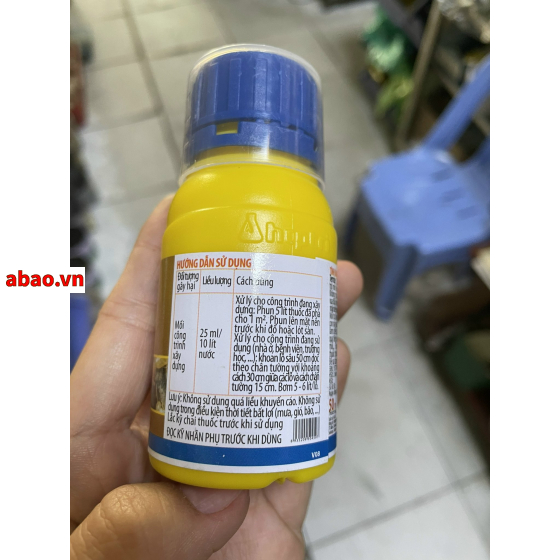 Ampu
HƯỚNG DẪN SỬ DỤNG
Đối tượng gây hại
Liều lượng
Cách dùng
Mối công trình xây dựng
25 ml/
10 lít
nước
Xử lý cho công trình đang xây
dựng: Phun 5 lít thuốc đã pha
cho 1 m². Phun lên mặt nền
trước khi đổ hoặc lót sàn.
Xử lý cho công trình đang sử
dụng (nhà ở, bệnh viện, trường
học, ...): khoan lỗ sâu 50 cm dọc
theo chân tường với khoảng
cách 30 cm giữa các lỗ và cách chân
tường 15 cm. Bơm 5 - 6 lít/lỗ.
Lưu ý: Không sử dụng quá liều khuyến cáo. Không sử
dụng trong điều kiện thời tiết bất lợi (mưa, gió, bão, ...)
Lắc kỹ chai thuốc trước khi sử dụng
ĐỌC KỸ NHÃN PHỤ TRƯỚC KHI DÙNG
V08
abao.vn